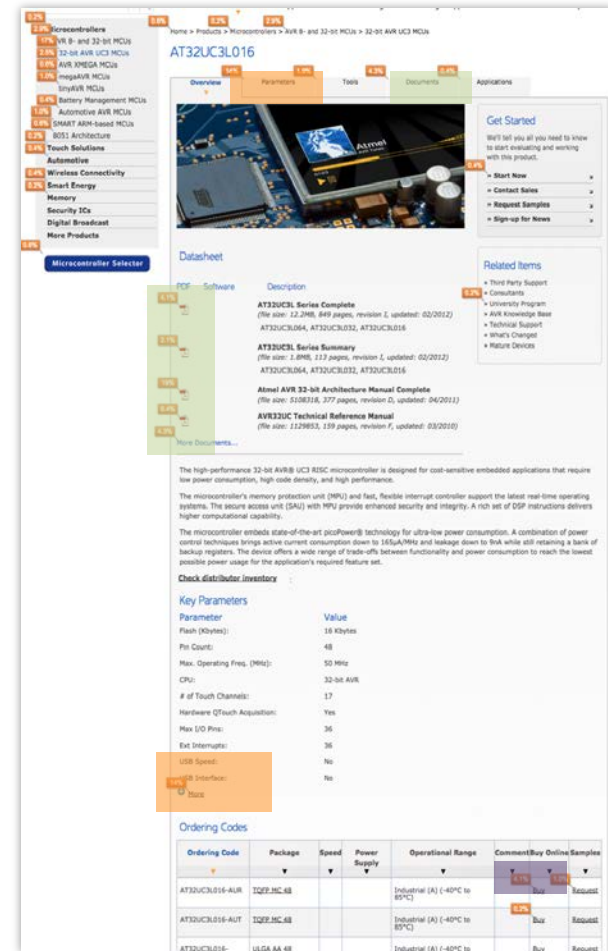 Home > Products > Microcontrollers > AVR 8- and 32-bit MCUs > 32-bit AVR UC3 MCUs
AT32UC3L016
Microcontrollers
VR 8- and 32-bit MCUs
32-bit AVR UC3 MCUs
AVR XMEGA MCUs
megaAVR MCUs
tinyAVR MCUs
Battery Management MCUs
Automotive AVR MCUs
SMART ARM-based MCUs
8051 Architecture
Touch Solutions
Automotive
Wireless Connectivity
Smart Energy
Memory
Security ICs
Digital Broadcast
More Products
Microcontroller Selector
Overview Parameters Tools Documents Applications
Atmel
AVR
Get Started
We'll tell you all you need to know
to start evaluating and working
with this product.
» Start Now
» Contact Sales
» Request Samples
» Sign-up for News
Related Items
» Third Party Support
» Consultants
» University Program
» AVR Knowledge Base
» Technical Support
» What's Changed
» Mature Devices
Datasheet
PDF Software Description
AT32UC3L Series Complete
(file size: 12.2MB, 849 pages, revision I, updated: 02/2012)
AT32UC3L064, AT32UC3L032, AT32UC3L016
AT32UC3L Series Summary
(file size: 1.8MB, 113 pages, revision I, updated: 02/2012)
AT32UC3L064, AT32UC3L032, AT32UC3L016
Atmel AVR 32-bit Architecture Manual Complete
(file size: 5108318, 377 pages, revision D, updated: 04/2011)
AVR32UC Technical Reference Manual
(file size: 1129853, 159 pages, revision F, updated: 03/2010)
More Documents...
The high-performance 32-bit AVR® UC3 RISC microcontroller is designed for cost-sensitive embedded applications that require
low power consumption, high code density, and high performance.
The microcontroller's memory protection unit (MPU) and fast, flexible interrupt controller support the latest real-time operating
systems. The secure access unit (SAU) with MPU provide enhanced security and integrity. A rich set of DSP instructions delivers
higher computational capability.
The microcontroller embeds state-of-the-art picoPower® technology for ultra-low power consumption. A combination of power
control techniques brings active current consumption down to 165µA/MHz and leakage down to 9nA while still retaining a bank of
backup registers. The device offers a wide range of trade-offs between functionality and power consumption to reach the lowest
possible power usage for the application's required feature set.
Check distributor inventory :
Key Parameters
Parameter Value
Flash (Kbytes): 16 Kbytes
Pin Count: 48
Max. Operating Freq. (MHz): 50 MHz
CPU: 32-bit AVR
# of Touch Channels: 17
Hardware QTouch Acquisition: Yes
Max I/O Pins: 36
Ext Interrupts: 36
USB Speed: No
USB Interface: No
More
Ordering Codes
Ordering Code Package Speed Power Supply Operational Range Comment Buy Online Samples
AT32UC3L016-AUR TQFP MC 48 Industrial (A) (-40°C to 85°C) Buy Request
AT32UC3L016-AUT TQFP MC 48 Industrial (A) (-40°C to 85°C) Buy Request
AT32UC3L016- ULGA AA 48 Industrial (A) (-40°C to Buy Request